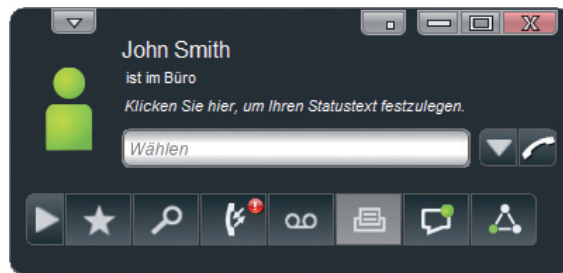 John Smith
ist im Büro
Klicken Sie hier, um Ihren Statustext festzulegen.
Wählen